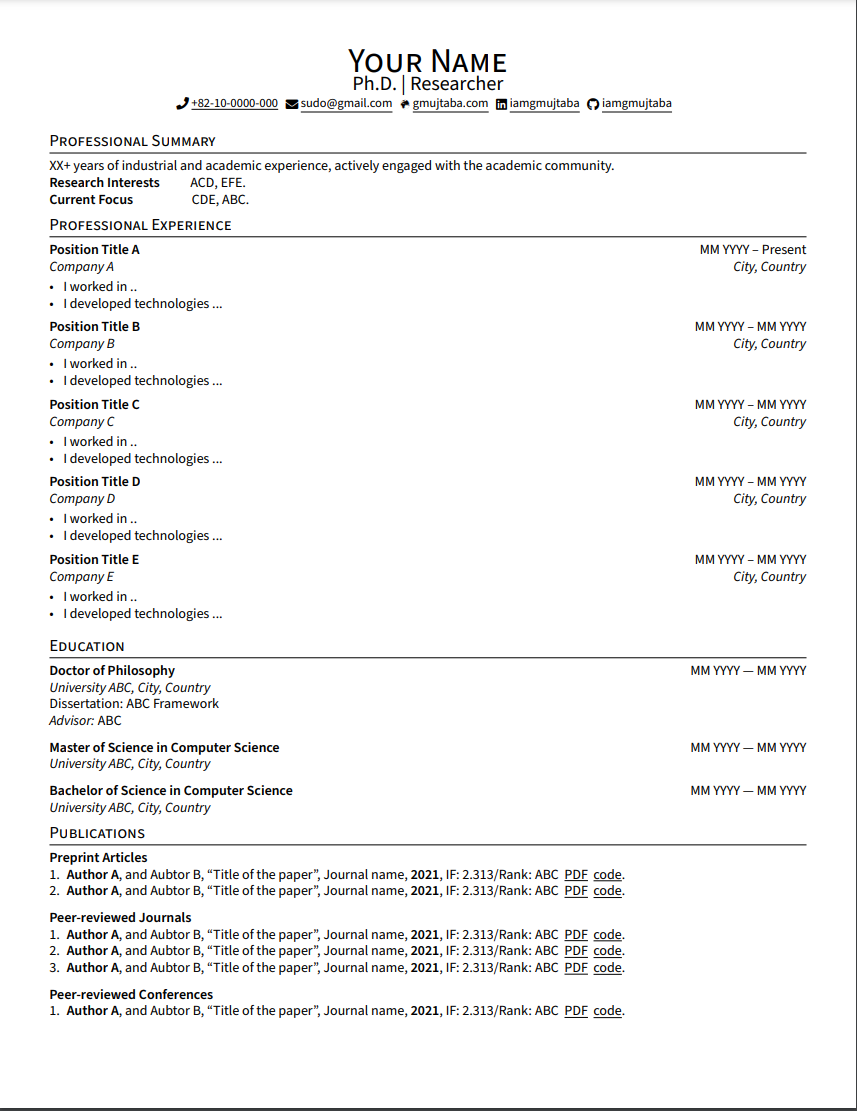 Your Name
Ph.D. | Researcher
+82-10-0000-000 sudo@gmail.com gmujtaba.com iamgmujtaba iamgmujtaba
Professional Summary
XX+ years of industrial and academic experience, actively engaged with the academic community.
Research Interests ACD, EFE.
Current Focus CDE, ABC.
Professional Experience
Position Title A MM YYYY – Present
Company A City, Country
• I worked in ..
• I developed technologies ...
Position Title B MM YYYY – MM YYYY
Company B City, Country
• I worked in ..
• I developed technologies ...
Position Title C MM YYYY – MM YYYY
Company C City, Country
• I worked in ..
• I developed technologies ...
Position Title D MM YYYY – MM YYYY
Company D City, Country
• I worked in ..
• I developed technologies ...
Position Title E MM YYYY – MM YYYY
Company E City, Country
• I worked in ..
• I developed technologies ...
Education
Doctor of Philosophy MM YYYY — MM YYYY
University ABC, City, Country
Dissertation: ABC Framework
Advisor: ABC
Master of Science in Computer Science MM YYYY — MM YYYY
University ABC, City, Country
Bachelor of Science in Computer Science MM YYYY — MM YYYY
University ABC, City, Country
Publications
Preprint Articles
1. Author A, and Aubtor B, “Title of the paper”, Journal name, 2021, IF: 2.313/Rank: ABC PDF code.
2. Author A, and Aubtor B, “Title of the paper”, Journal name, 2021, IF: 2.313/Rank: ABC PDF code.
Peer-reviewed Journals
1. Author A, and Aubtor B, “Title of the paper”, Journal name, 2021, IF: 2.313/Rank: ABC PDF code.
2. Author A, and Aubtor B, “Title of the paper”, Journal name, 2021, IF: 2.313/Rank: ABC PDF code.
3. Author A, and Aubtor B, “Title of the paper”, Journal name, 2021, IF: 2.313/Rank: ABC PDF code.
Peer-reviewed Conferences
1. Author A, and Aubtor B, “Title of the paper”, Journal name, 2021, IF: 2.313/Rank: ABC PDF code.